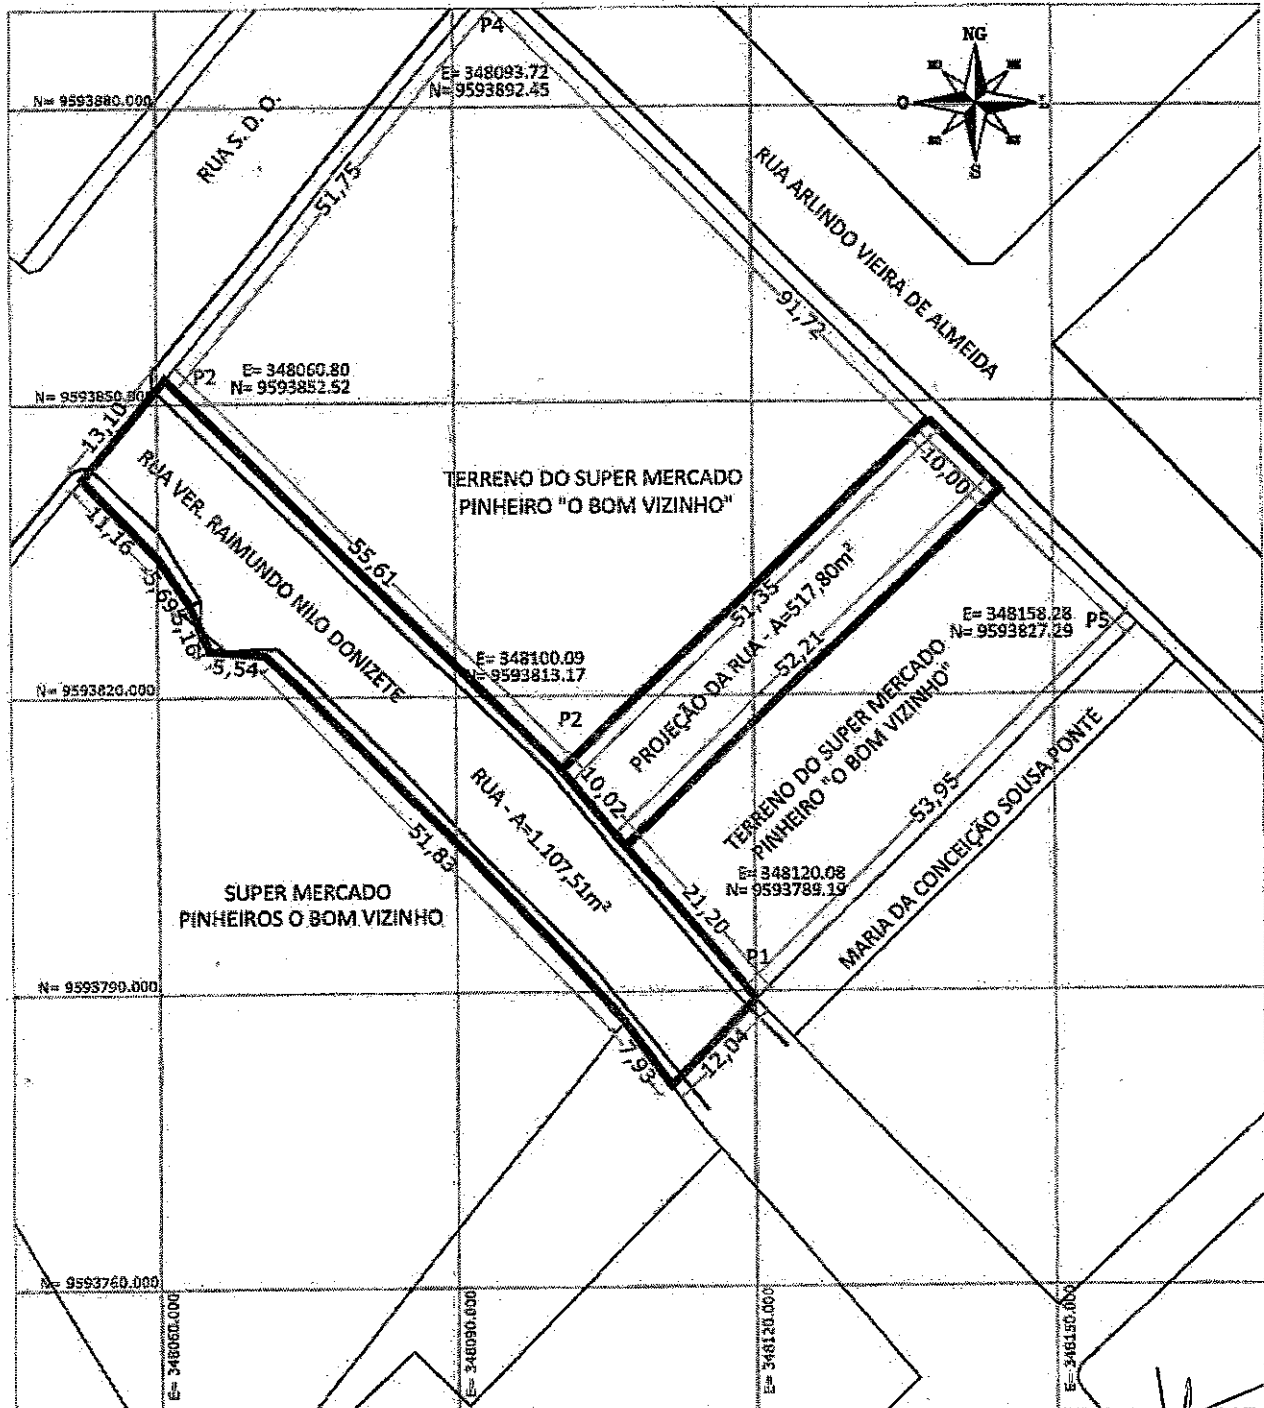 P4
NG
E= 348093.72
N= 9593892.45
N= 9593880.000
O
L
S
RUA S. D. O.
51,75
RUA ARLINDO VIEIRA DE ALMEIDA
91,72
P2
E= 348060.80
N= 9593852.52
N= 9593850.000
13,10
RUA VER. RAIMUNDO NILO DONIZETE
TERRENO DO SUPER MERCADO
PINHEIRO "O BOM VIZINHO"
10,00
11,16
5,69
5,16
5,54
55,61
51,35
PROJEÇÃO DA RUA - A=517,80m²
52,21
E= 348158.28
N= 9593827.29
P5
E= 348100.09
N= 9593813.17
N= 9593820.000
P2
10,02
TERRENO DO SUPER MERCADO
PINHEIRO "O BOM VIZINHO"
53,95
MARIA DA CONCEIÇÃO SOUSA PONTE
RUA - A=1.107,51m²
51,83
E= 348120.08
N= 9593789.19
21,20
SUPER MERCADO
PINHEIROS O BOM VIZINHO
P1
N= 9593790.000
7,93
12,04
N= 9593760.000
E= 348060.000
E= 348090.000
E= 348120.000
E= 348150.000